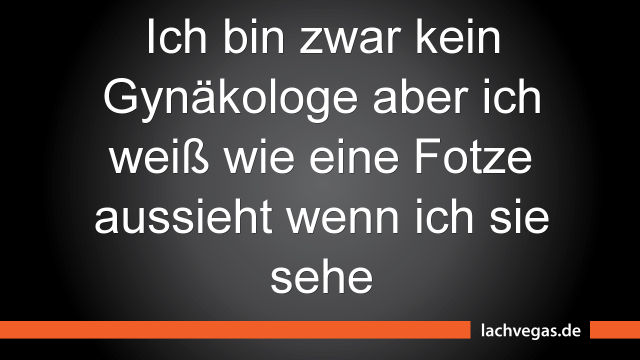 Ich bin zwar kein
Gynäkologe aber ich
weiß wie eine Fotze
aussieht wenn ich sie
sehe
lachvegas.de